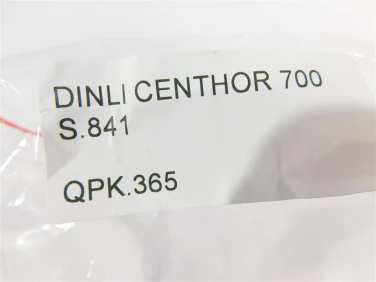 DINLI CENTHOR 700
S.841
QPK.365